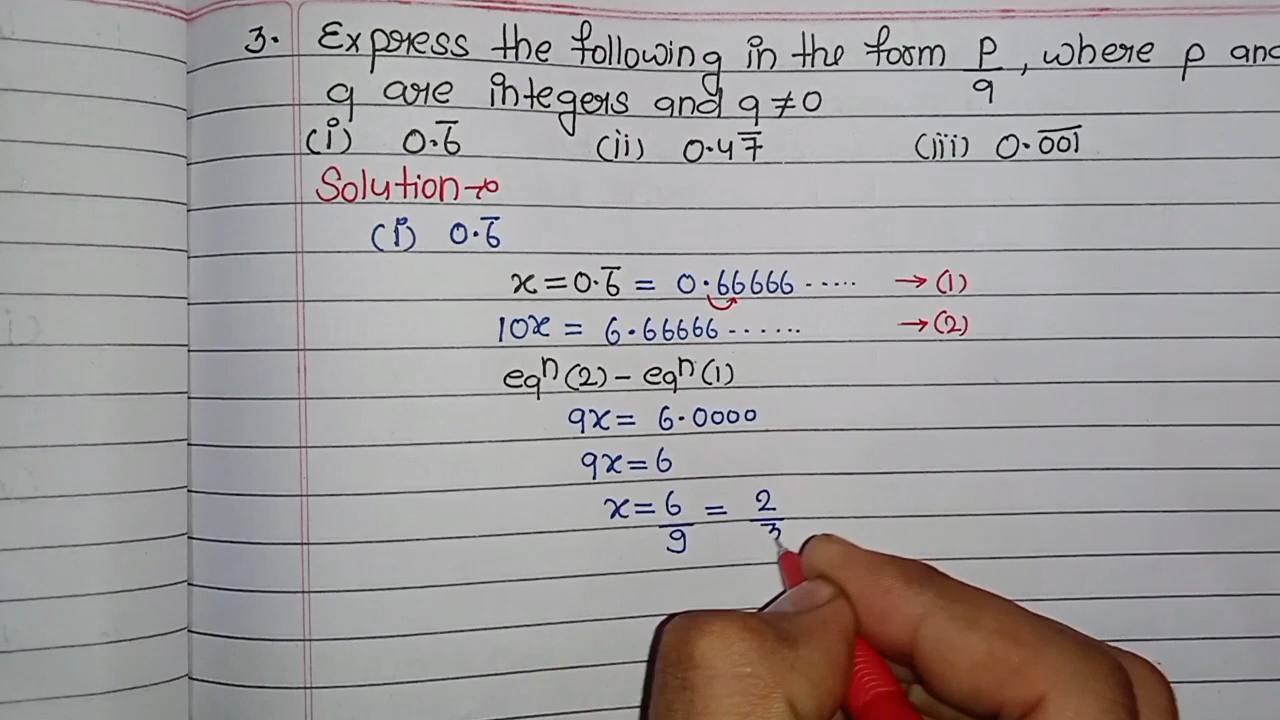 3. Express the following in the form p/q, where p and
q are integers and q ≠ 0
(i) 0.6̅ (ii) 0.47̅ (iii) 0.0̅0̅1̅
Solution →
(i) 0.6̅
x = 0.6̅ = 0.66666 ..... → (1)
10x = 6.66666 ...... → (2)
eqⁿ (2) - eqⁿ (1)
9x = 6.0000
9x = 6
x = 6/9 = 2/3